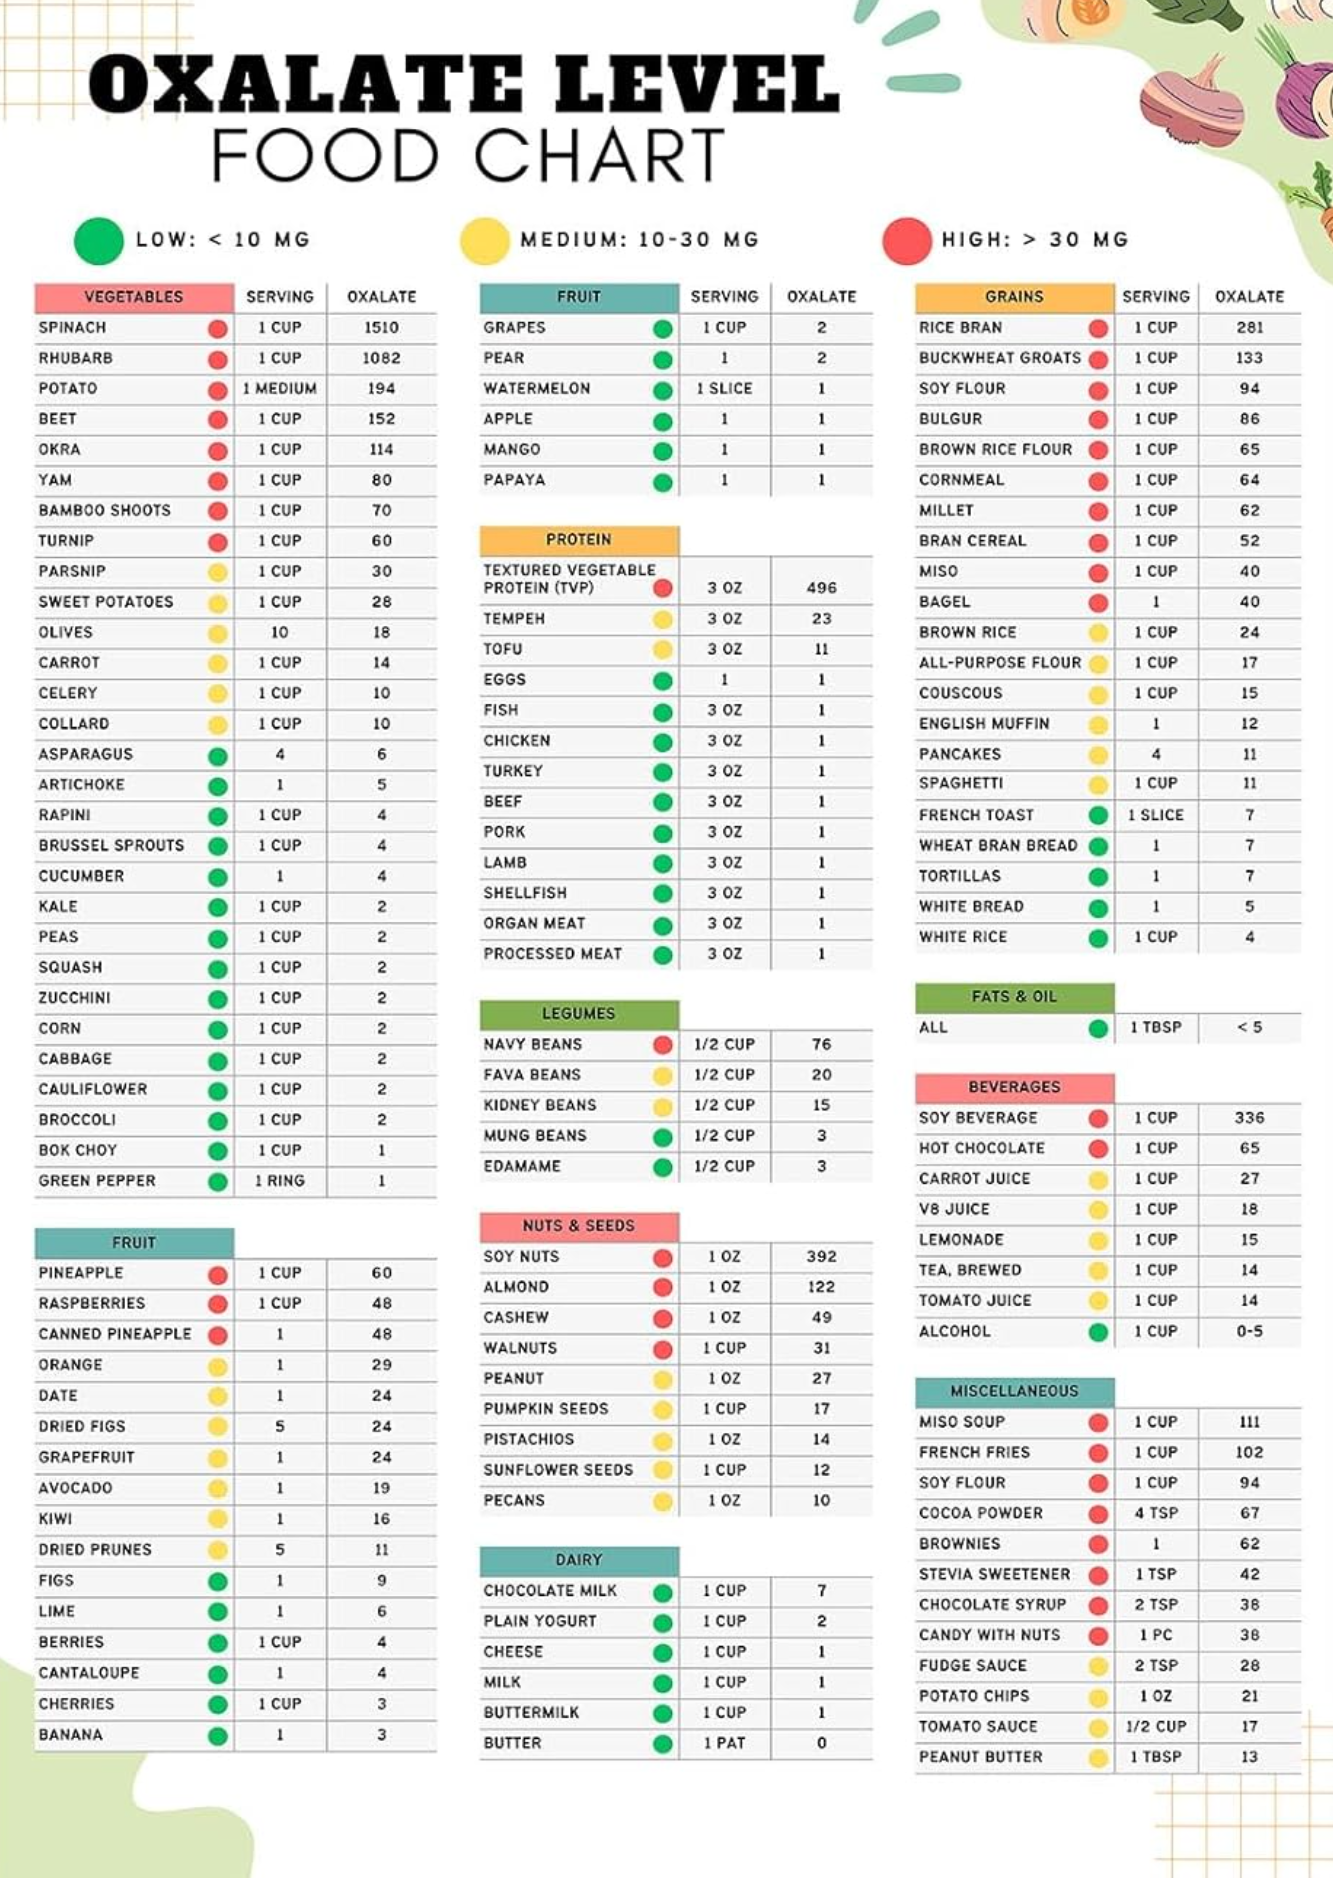 OXALATE LEVEL
FOOD CHART
LOW: < 10 MG
MEDIUM: 10-30 MG
HIGH: > 30 MG
VEGETABLES SERVING OXALATE
SPINACH 1 CUP 1510
RHUBARB 1 CUP 1082
POTATO 1 MEDIUM 194
BEET 1 CUP 152
OKRA 1 CUP 114
YAM 1 CUP 80
BAMBOO SHOOTS 1 CUP 70
TURNIP 1 CUP 60
PARSNIP 1 CUP 30
SWEET POTATOES 1 CUP 28
OLIVES 10 18
CARROT 1 CUP 14
CELERY 1 CUP 10
COLLARD 1 CUP 10
ASPARAGUS 4 6
ARTICHOKE 1 5
RAPINI 1 CUP 4
BRUSSEL SPROUTS 1 CUP 4
CUCUMBER 1 4
KALE 1 CUP 2
PEAS 1 CUP 2
SQUASH 1 CUP 2
ZUCCHINI 1 CUP 2
CORN 1 CUP 2
CABBAGE 1 CUP 2
CAULIFLOWER 1 CUP 2
BROCCOLI 1 CUP 2
BOK CHOY 1 CUP 1
GREEN PEPPER 1 RING 1
FRUIT
PINEAPPLE 1 CUP 60
RASPBERRIES 1 CUP 48
CANNED PINEAPPLE 1 48
ORANGE 1 29
DATE 1 24
DRIED FIGS 5 24
GRAPEFRUIT 1 24
AVOCADO 1 19
KIWI 1 16
DRIED PRUNES 5 11
FIGS 1 9
LIME 1 6
BERRIES 1 CUP 4
CANTALOUPE 1 4
CHERRIES 1 CUP 3
BANANA 1 3
FRUIT SERVING OXALATE
GRAPES 1 CUP 2
PEAR 1 2
WATERMELON 1 SLICE 1
APPLE 1 1
MANGO 1 1
PAPAYA 1 1
PROTEIN
TEXTURED VEGETABLE
PROTEIN (TVP) 3 OZ 496
TEMPEH 3 OZ 23
TOFU 3 OZ 11
EGGS 1 1
FISH 3 OZ 1
CHICKEN 3 OZ 1
TURKEY 3 OZ 1
BEEF 3 OZ 1
PORK 3 OZ 1
LAMB 3 OZ 1
SHELLFISH 3 OZ 1
ORGAN MEAT 3 OZ 1
PROCESSED MEAT 3 OZ 1
LEGUMES
NAVY BEANS 1/2 CUP 76
FAVA BEANS 1/2 CUP 20
KIDNEY BEANS 1/2 CUP 15
MUNG BEANS 1/2 CUP 3
EDAMAME 1/2 CUP 3
NUTS & SEEDS
SOY NUTS 1 OZ 392
ALMOND 1 OZ 122
CASHEW 1 OZ 49
WALNUTS 1 CUP 31
PEANUT 1 OZ 27
PUMPKIN SEEDS 1 CUP 17
PISTACHIOS 1 OZ 14
SUNFLOWER SEEDS 1 CUP 12
PECANS 1 OZ 10
DAIRY
CHOCOLATE MILK 1 CUP 7
PLAIN YOGURT 1 CUP 2
CHEESE 1 CUP 1
MILK 1 CUP 1
BUTTERMILK 1 CUP 1
BUTTER 1 PAT 0
GRAINS SERVING OXALATE
RICE BRAN 1 CUP 281
BUCKWHEAT GROATS 1 CUP 133
SOY FLOUR 1 CUP 94
BULGUR 1 CUP 86
BROWN RICE FLOUR 1 CUP 65
CORNMEAL 1 CUP 64
MILLET 1 CUP 62
BRAN CEREAL 1 CUP 52
MISO 1 CUP 40
BAGEL 1 40
BROWN RICE 1 CUP 24
ALL-PURPOSE FLOUR 1 CUP 17
COUSCOUS 1 CUP 15
ENGLISH MUFFIN 1 12
PANCAKES 4 11
SPAGHETTI 1 CUP 11
FRENCH TOAST 1 SLICE 7
WHEAT BRAN BREAD 1 7
TORTILLAS 1 7
WHITE BREAD 1 5
WHITE RICE 1 CUP 4
FATS & OIL
ALL 1 TBSP < 5
BEVERAGES
SOY BEVERAGE 1 CUP 336
HOT CHOCOLATE 1 CUP 65
CARROT JUICE 1 CUP 27
V8 JUICE 1 CUP 18
LEMONADE 1 CUP 15
TEA, BREWED 1 CUP 14
TOMATO JUICE 1 CUP 14
ALCOHOL 1 CUP 0-5
MISCELLANEOUS
MISO SOUP 1 CUP 111
FRENCH FRIES 1 CUP 102
SOY FLOUR 1 CUP 94
COCOA POWDER 4 TSP 67
BROWNIES 1 62
STEVIA SWEETENER 1 TSP 42
CHOCOLATE SYRUP 2 TSP 38
CANDY WITH NUTS 1 PC 38
FUDGE SAUCE 2 TSP 28
POTATO CHIPS 1 OZ 21
TOMATO SAUCE 1/2 CUP 17
PEANUT BUTTER 1 TBSP 13